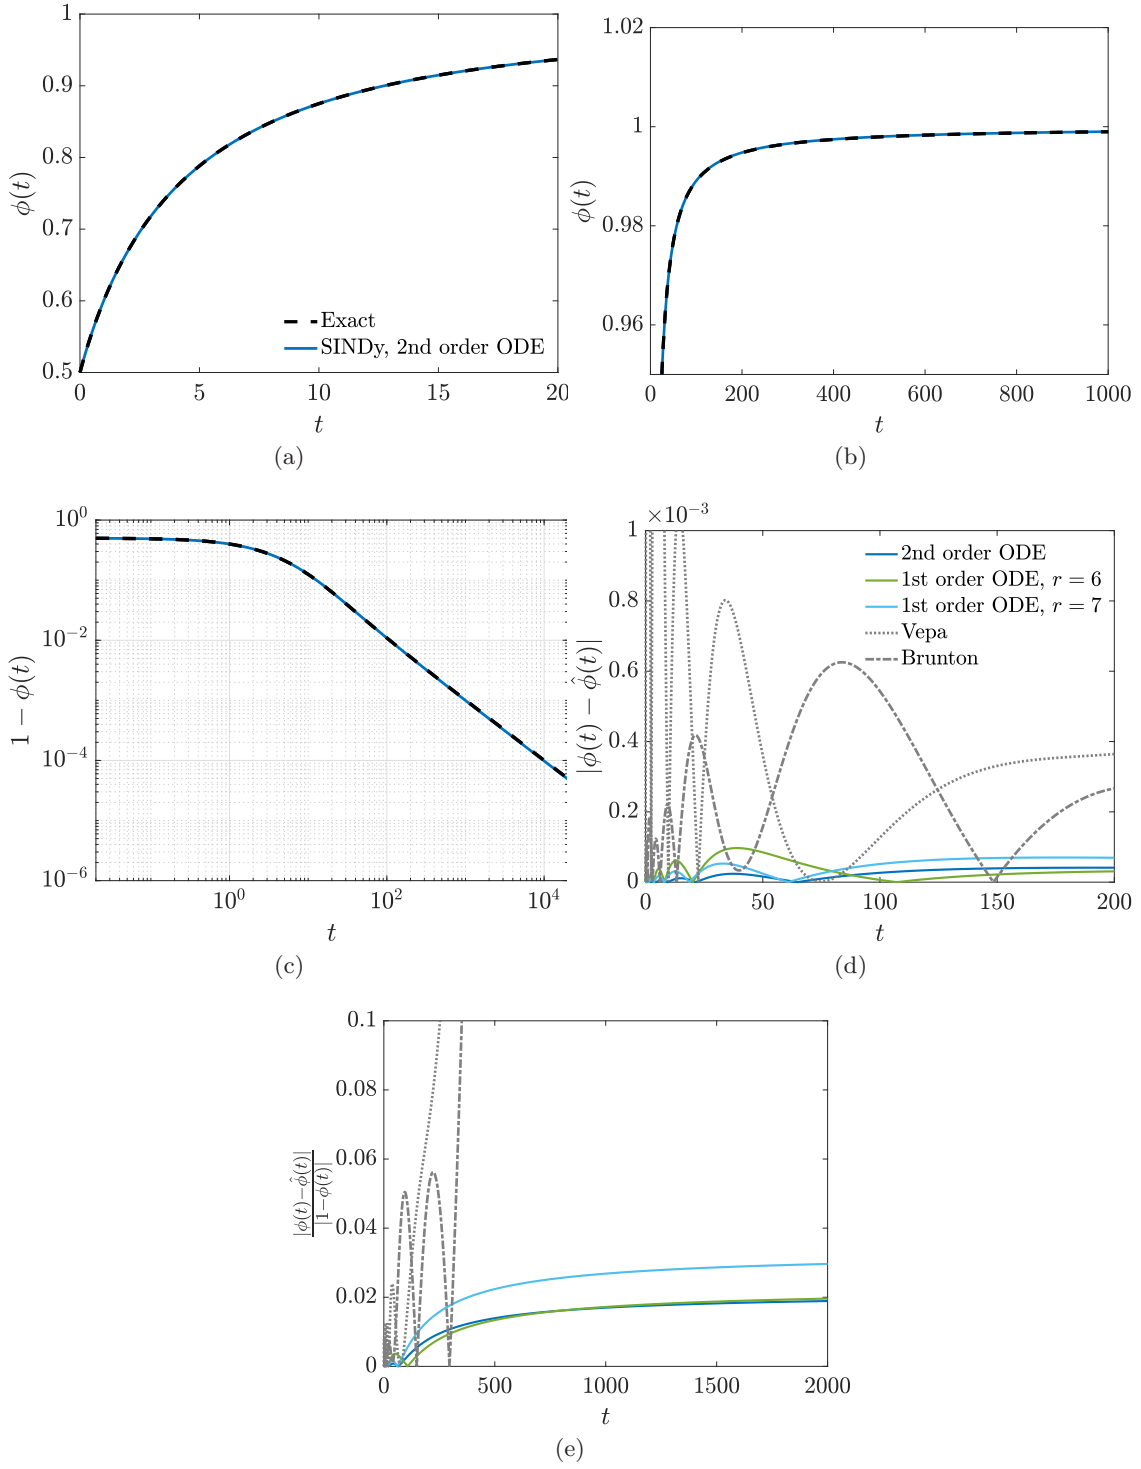 1
0.9
0.8
0.7
0.6
0.5
ϕ(t)
Exact
SINDy, 2nd order ODE
0 5 10 15 20
t
(a)
1.02
1
0.98
0.96
ϕ(t)
0 200 400 600 800 1000
t
(b)
10^0
10^-2
10^-4
10^-6
1 − ϕ(t)
10^0 10^2 10^4
t
(c)
×10^-3
1
0.8
0.6
0.4
0.2
0
|ϕ(t) − ϕ̂(t)|
2nd order ODE
1st order ODE, r = 6
1st order ODE, r = 7
Vepa
Brunton
0 50 100 150 200
t
(d)
0.1
0.08
0.06
0.04
0.02
0
|ϕ(t)−ϕ̂(t)|
|1−ϕ(t)|
0 500 1000 1500 2000
t
(e)